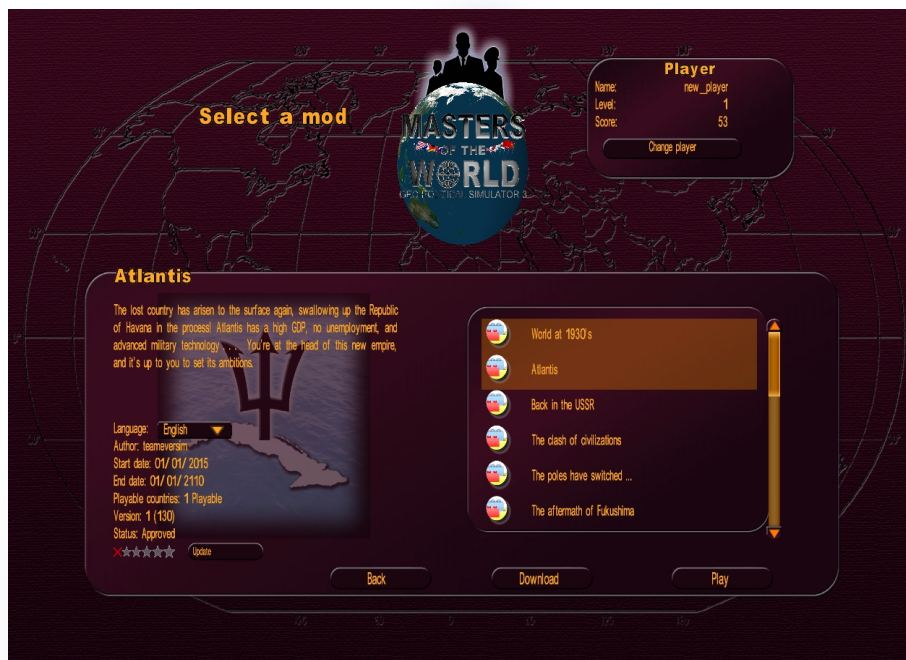 Player
Name: new_player
Level: 1
Score: 53
Change player
Select a mod
MASTERS
OF THE
WORLD
GEO POLITICAL SIMULATOR 3
Atlantis
The lost country has arisen to the surface again, swallowing up the Republic
of Havana in the process! Atlantis has a high GDP, no unemployment, and
advanced military technology . . . You're at the head of this new empire,
and it's up to you to set its ambitions.
Language: English
Author: teameversim
Start date: 01/ 01/ 2015
End date: 01/ 01/ 2110
Playable countries: 1 Playable
Version: 1 (130)
Status: Approved
Update
World at 1930's
Atlantis
Back in the USSR
The clash of civilizations
The poles have switched ...
The aftermath of Fukushima
Back
Download
Play